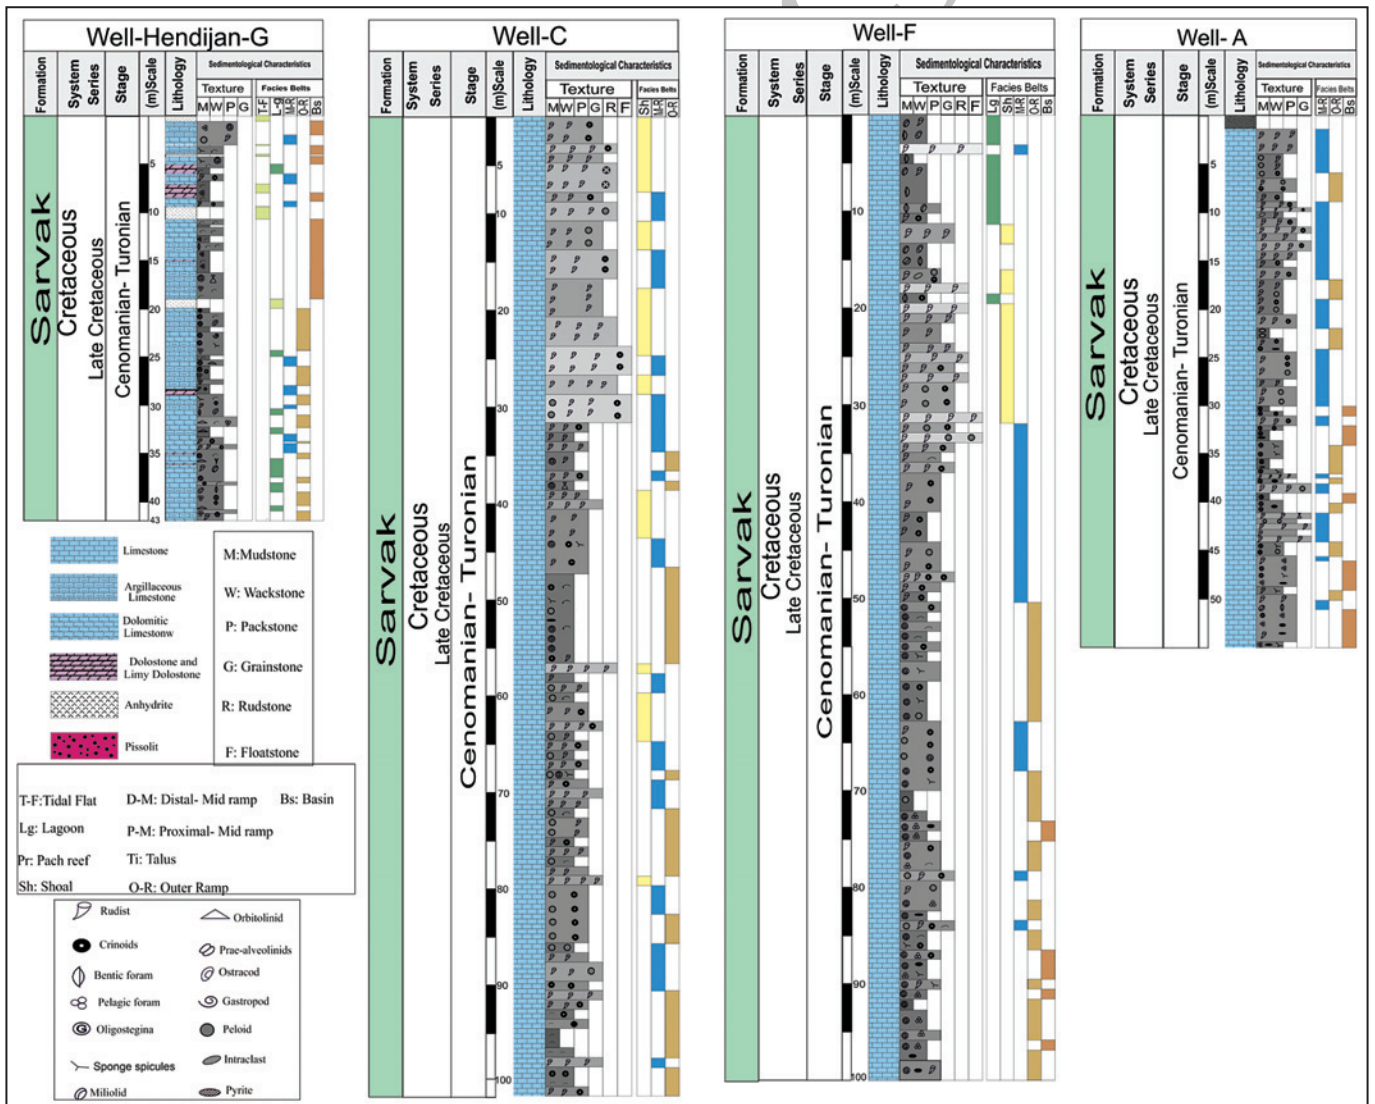 Well-Hendijan-G
Formation
System
Series
Stage
(m)Scale
Lithology
Sedimentological Characteristics
Texture
Facies Belts
M W P G
T-F
L-g
M-R
O-R
Bs
Sarvak
Cretaceous
Late Cretaceous
Cenomanian- Turonian
5
10
15
20
25
30
35
40
43
Limestone
Argillaceous
Limestone
Dolomitic
Limestonw
Dolostone and
Limy Dolostone
Anhydrite
Pissolit
M:Mudstone
W: Wackstone
P: Packstone
G: Grainstone
R: Rudstone
F: Floatstone
T-F:Tidal Flat
D-M: Distal- Mid ramp
Bs: Basin
Lg: Lagoon
P-M: Proximal- Mid ramp
Pr: Pach reef
Ti: Talus
Sh: Shoal
O-R: Outer Ramp
Rudist
Orbitolinid
Crinoids
Prae-alveolinids
Bentic foram
Ostracod
Pelagic foram
Gastropod
Oligostegina
Peloid
Sponge spicules
Intraclast
Miliolid
Pyrite
Well-C
Formation
System
Series
Stage
(m)Scale
Lithology
Sedimentological Characteristics
Texture
Facies Belts
M W P G R F
Sh
M-R
O-R
Sarvak
Cretaceous
Late Cretaceous
Cenomanian- Turonian
5
10
20
30
40
50
60
70
80
90
100
Well-F
Formation
System
Series
Stage
(m)Scale
Lithology
Sedimentological Characteristics
Texture
Facies Belts
M W P G R F
Lg
Sh
M-R
O-R
Bs
Sarvak
Cretaceous
Late Cretaceous
Cenomanian- Turonian
5
10
20
30
40
50
60
70
80
90
100
Well- A
Formation
System
Series
Stage
(m)Scale
Lithology
Sedimentological Characteristics
Texture
Facies Belts
M W P G
M-R
O-R
Bs
Sarvak
Cretaceous
Late Cretaceous
Cenomanian- Turonian
5
10
15
20
25
30
35
40
45
50